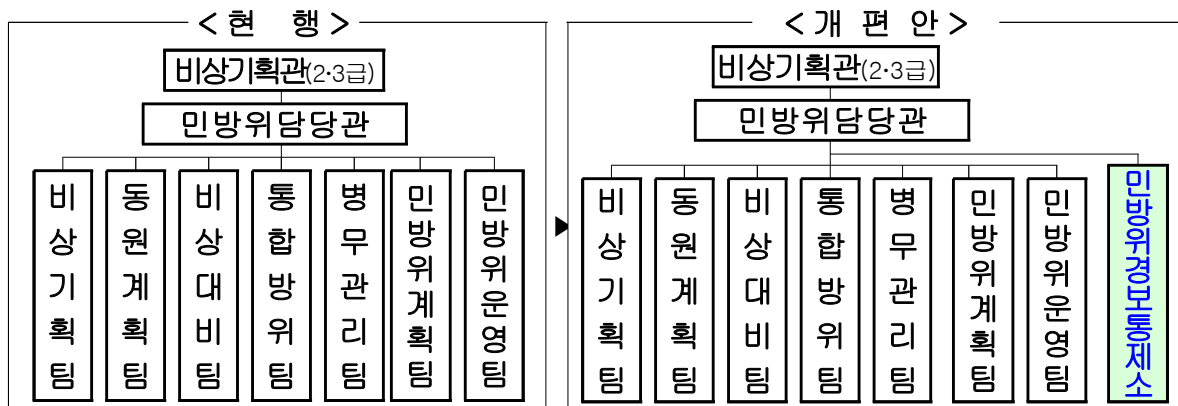 < 현 행 >
비상기획관(2·3급)
민방위담당관
비상기획팀
동원계획팀
비상대비팀
통합방위팀
병무관리팀
민방위계획팀
민방위운영팀
▶
< 개 편 안 >
비상기획관(2·3급)
민방위담당관
비상기획팀
동원계획팀
비상대비팀
통합방위팀
병무관리팀
민방위계획팀
민방위운영팀
민방위경보통제소